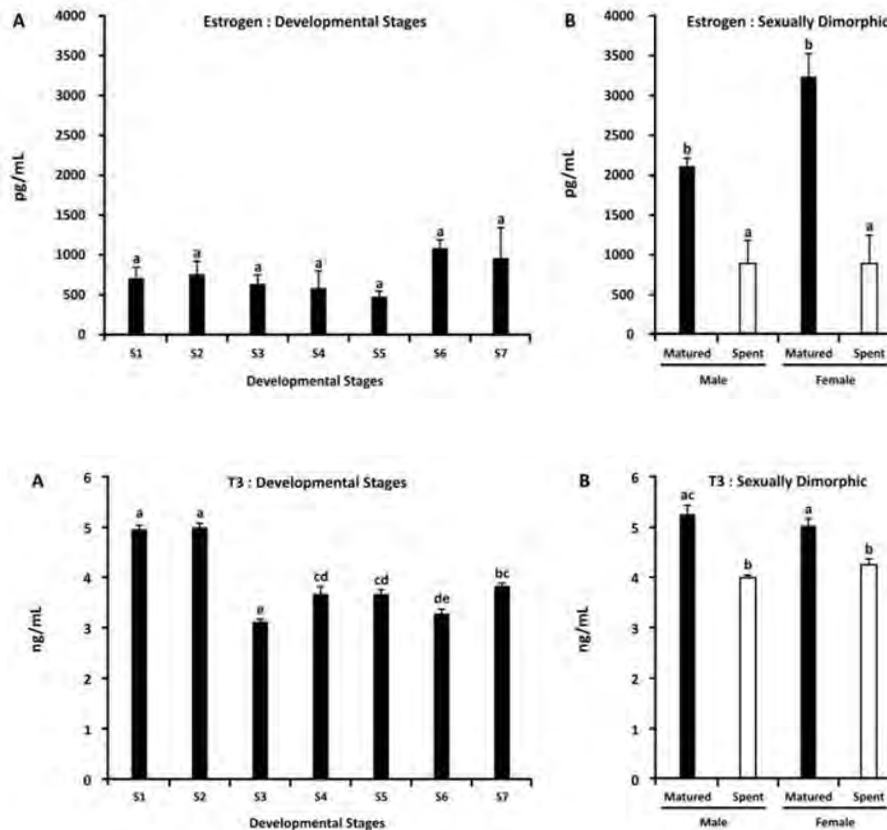 A Estrogen : Developmental Stages
4000
3500
3000
2500
2000
1500
1000
500
0
pg/mL
a a a a a a a
S1 S2 S3 S4 S5 S6 S7
Developmental Stages
B Estrogen : Sexually Dimorphic
4000
3500
3000
2500
2000
1500
1000
500
0
pg/mL
b a b a
Matured Spent Matured Spent
Male Female
A T3 : Developmental Stages
6
5
4
3
2
1
0
ng/mL
a a e cd cd de bc
S1 S2 S3 S4 S5 S6 S7
Developmental Stages
B T3 : Sexually Dimorphic
6
5
4
3
2
1
0
ng/mL
ac b a b
Matured Spent Matured Spent
Male Female